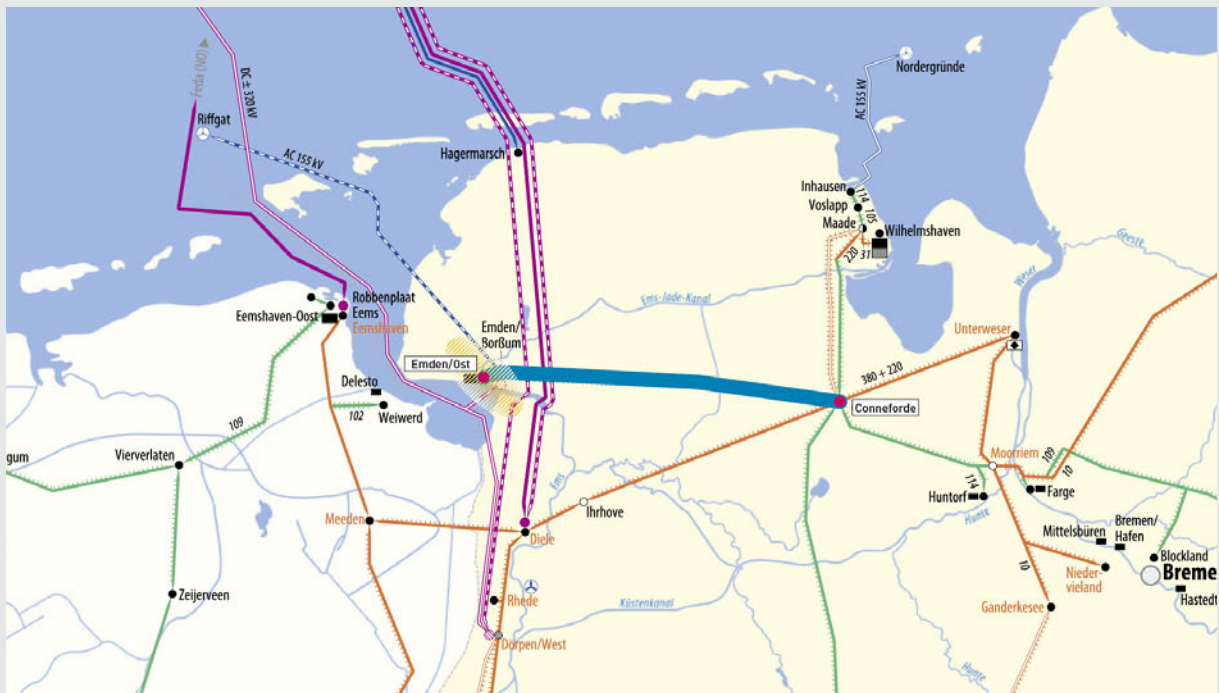 Feda (NO)
DC ± 320 kV
Riffgat
AC 155 kV
Hagermarsch
Nordergründe
AC 155 kV
Inhausen
114
Voslapp
105
Maade
Wilhelmshaven
220
31
Geeste
Weser
Ems-Jade-Kanal
Robbenplaat
Eems
Eemshaven-Oost
Eemshaven
Emden/
Borßum
Unterweser
Emden/Ost
380 + 220
Delesto
Conneforde
Weiwerd
102
109
gum
Vierverlaten
Moorriem
109
10
114
Huntorf
Farge
Hunte
Ems
Ihrhove
Meeden
Diele
Mittelsbüren
Bremen/
Hafen
Blockland
10
Nieder-
vieland
Breme
Hastedt
Zeijerveen
Rhede
Küstenkanal
Ganderkesee
Dörpen/West
Hunte